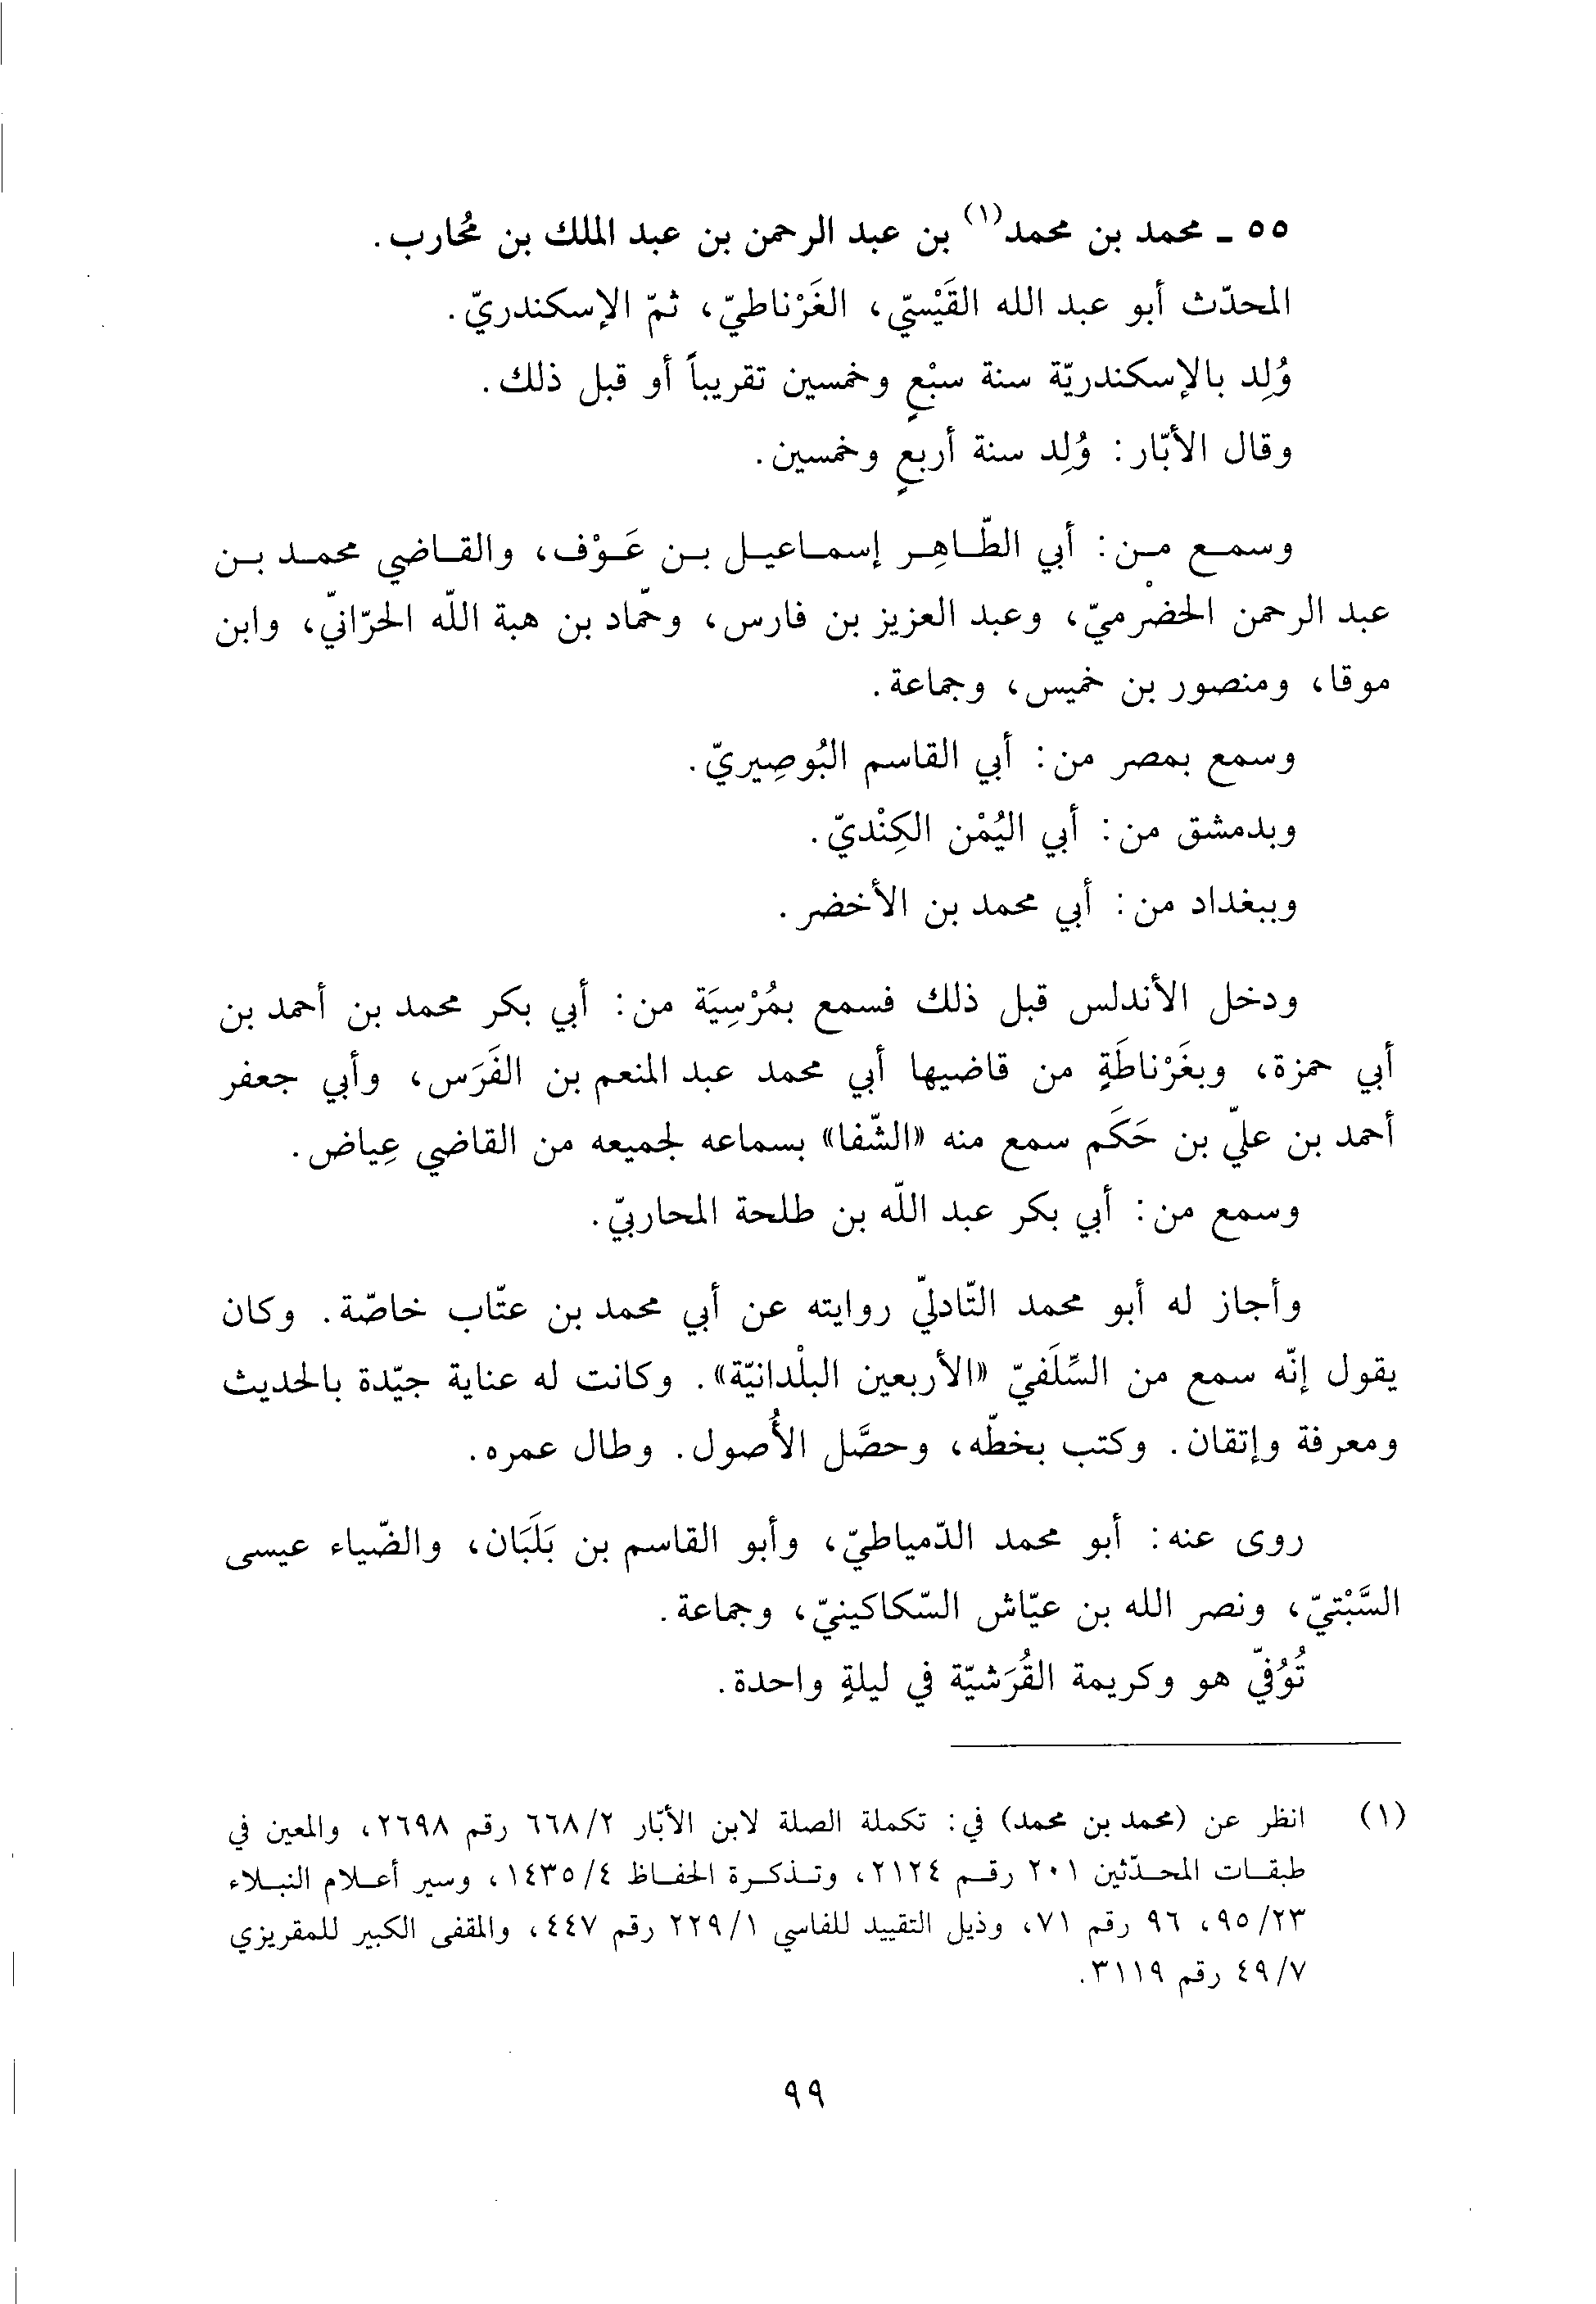 ٥٥ ـ محمد بن محمد(١) بن عبد الرحمن بن عبد الملك بن محُارب.
المحدّث أبو عبد الله القَيْسيّ، الغَرْناطيّ، ثمّ الإسكندريّ.
وُلِد بالإسكندريّة سنة سبْعٍ وخمسين تقريباً أو قبل ذلك.
وقال الأبّار: وُلِد سنة أربعٍ وخمسين.
وسمع من: أبي الطّاهِر إسماعيل بن عَوْف، والقاضي محمد بن
عبد الرحمن الحضْرميّ، وعبد العزيز بن فارس، وحمّاد بن هبة اللّه الحرّانيّ، وابن
موقا، ومنصور بن خميس، وجماعة.
وسمع بمصر من: أبي القاسم البُوصِيريّ.
وبدمشق من: أبي اليُمْن الكِنْديّ.
وببغداد من: أبي محمد بن الأخضر.
ودخل الأندلس قبل ذلك فسمع بمُرْسِيَة من: أبي بكر محمد بن أحمد بن
أبي حمزة، وبغَرْناطَةٍ من قاضيها أبي محمد عبد المنعم بن الفَرَس، وأبي جعفر
أحمد بن عليّ بن حَكَم سمع منه «الشّفا» بسماعه لجميعه من القاضي عِياض.
وسمع من: أبي بكر عبد اللّه بن طلحة المحاربيّ.
وأجاز له أبو محمد التّادليّ روايته عن أبي محمد بن عتّاب خاصّة. وكان
يقول إنّه سمع من السِّلَفيّ «الأربعين البلْدانيّة». وكانت له عناية جيّدة بالحديث
ومعرفة وإتقان. وكتب بخطّه، وحصَّل الأُصول. وطال عمره.
روى عنه: أبو محمد الدّمياطيّ، وأبو القاسم بن بَلَبَان، والضّياء عيسى
السَّبْتيّ، ونصر الله بن عيّاش السّكاكينيّ، وجماعة.
تُوُفيّ هو وكريمة القُرَشيّة في ليلةٍ واحدة.
(١) انظر عن (محمد بن محمد) في: تكملة الصلة لابن الأبّار ٢/ ٦٦٨ رقم ٢٦٩٨، والمعين في
طبقات المحدّثين ٢٠١ رقم ٢١٢٤، وتذكرة الحفاظ ٤/ ١٤٣٥، وسير أعلام النبلاء
٢٣/ ٩٥، ٩٦ رقم ٧١، وذيل التقييد للفاسي ١/ ٢٢٩ رقم ٤٤٧، والمقفى الكبير للمقريزي
٧/ ٤٩ رقم ٣١١٩.
٩٩